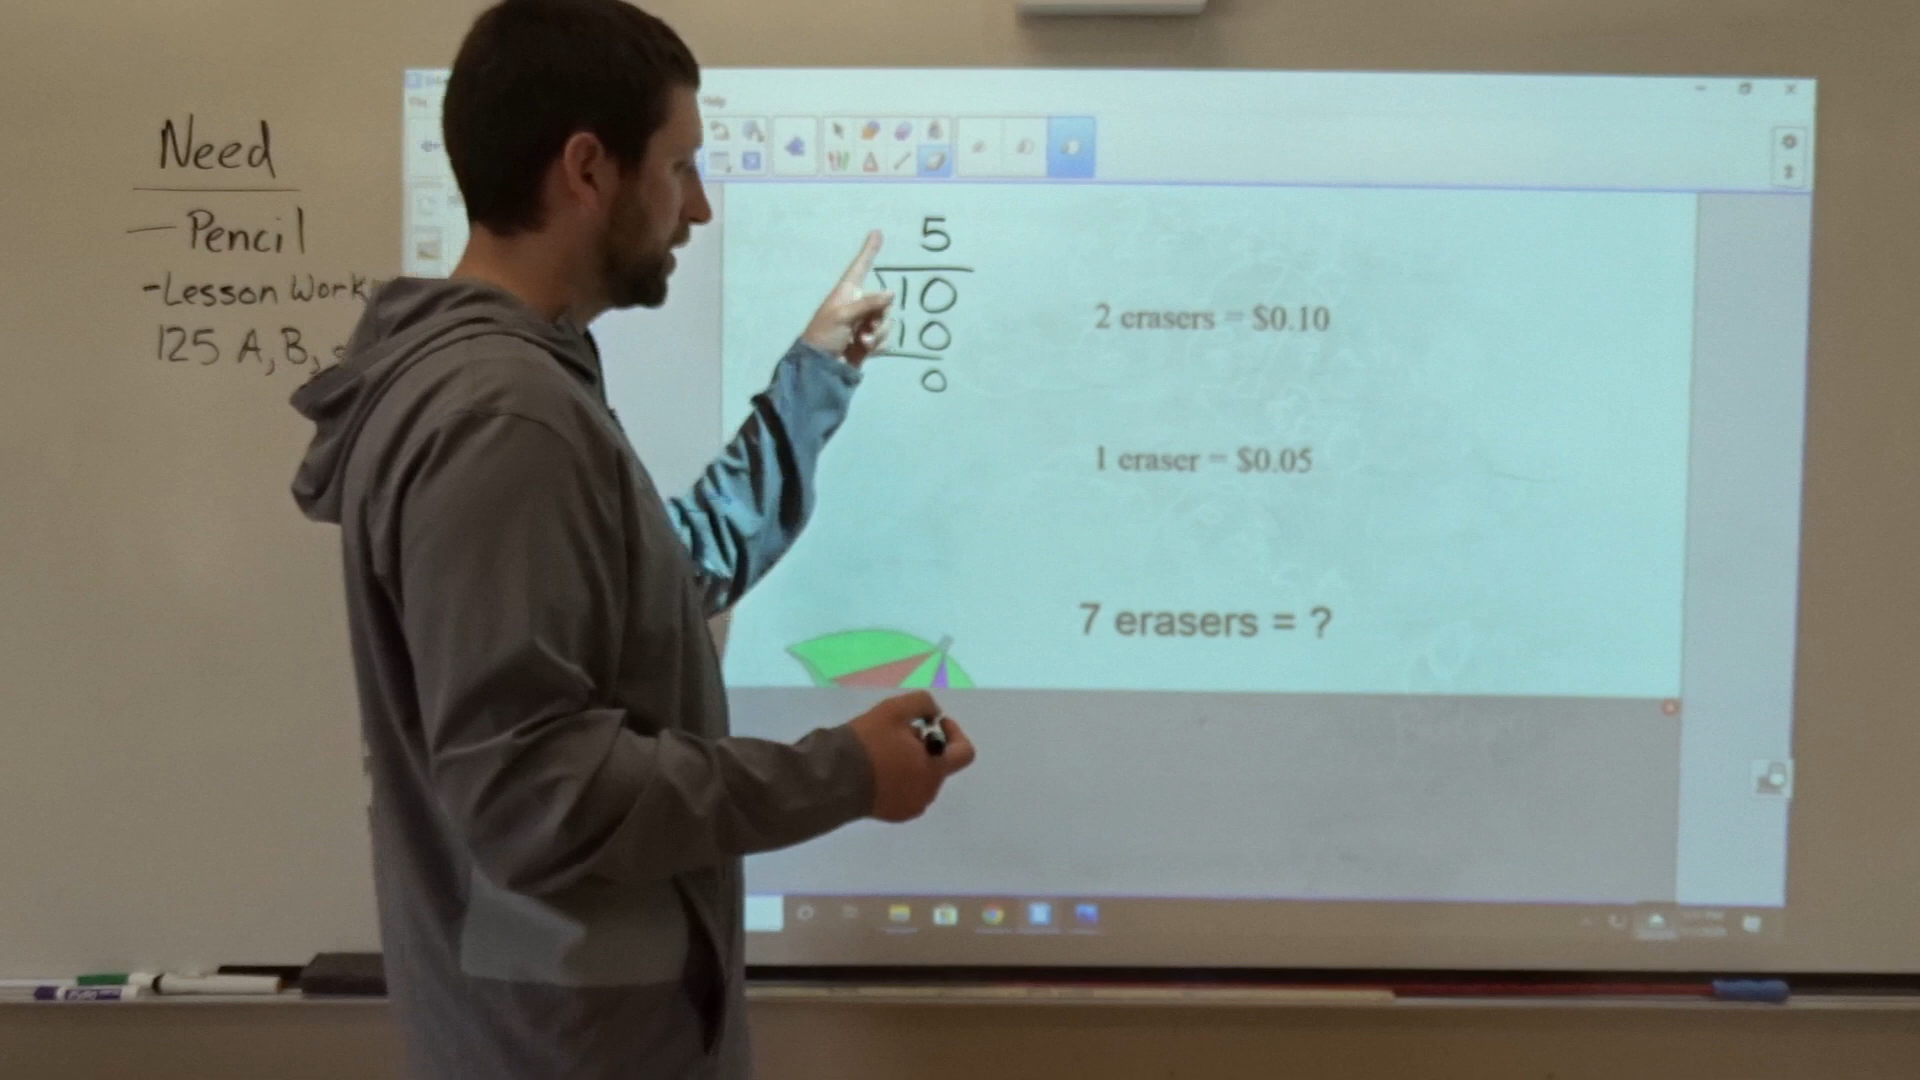 Need
- Pencil
- Lesson Work
125 A, B,
Help
5
10
10
0
2 erasers = $0.10
1 eraser = $0.05
7 erasers = ?